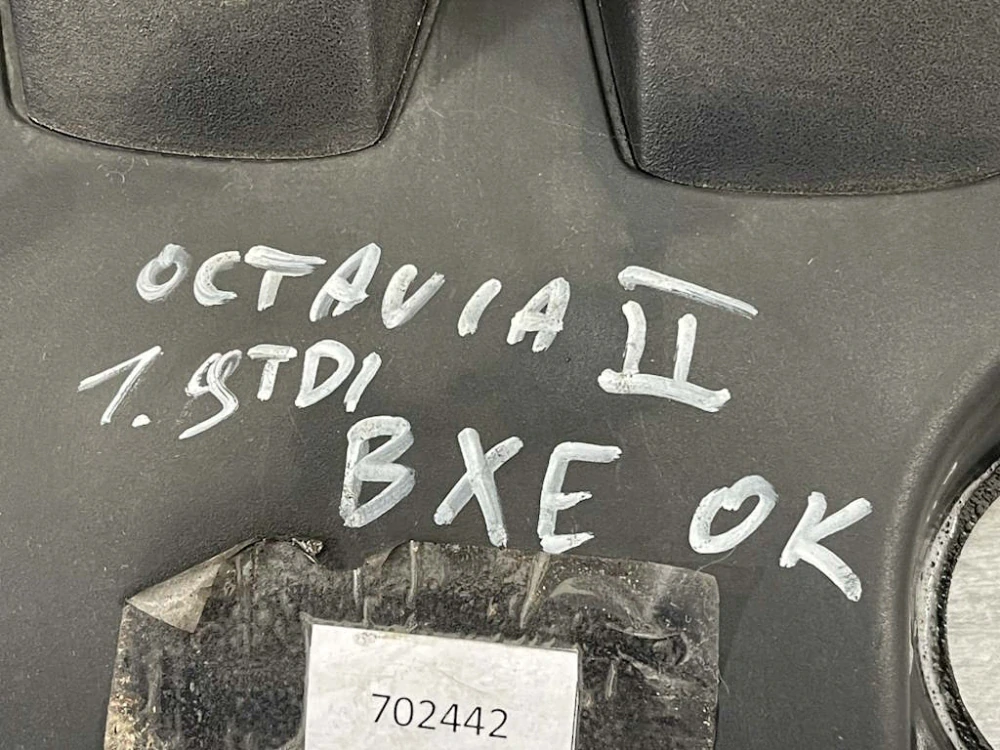 OCTAVIA II
1.9TDI
BXE OK
702442